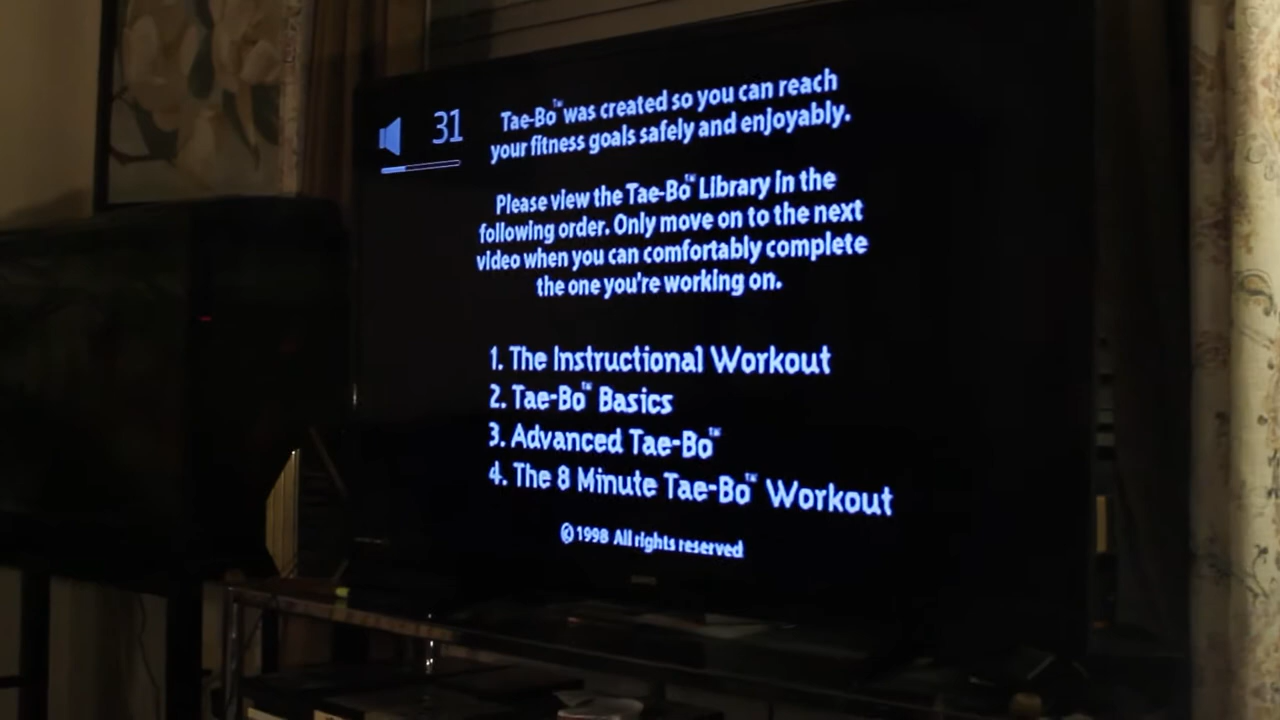 31
Tae-Bo™ was created so you can reach
your fitness goals safely and enjoyably.
Please view the Tae-Bo™ Library in the
following order. Only move on to the next
video when you can comfortably complete
the one you're working on.
1. The Instructional Workout
2. Tae-Bo™ Basics
3. Advanced Tae-Bo™
4. The 8 Minute Tae-Bo™ Workout
© 1998 All rights reserved